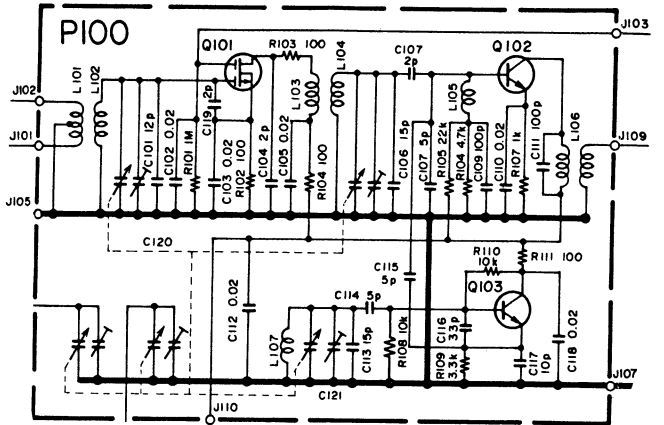 P100
J103
Q101
R103 100
L104
C107
2p
Q102
L101
L102
J102
J101
J105
C101 12p
C102 0.02
R101 1M
2p
C119
C103 0.02
R102 100
C104 2p
C105 0.02
L103
R104 100
C106 15p
C107 5p
L105
R105 22k
R104 4.7k
C109 100p
C110 0.02
R107 1k
C111 100p
L106
J109
C120
C112 0.02
C115
5p
R110
10k
R111 100
Q103
C114 5p
L107
C113 15p
R108 10k
C116
33p
R109
3.3k
C117
10p
C118 0.02
C121
J107
J110